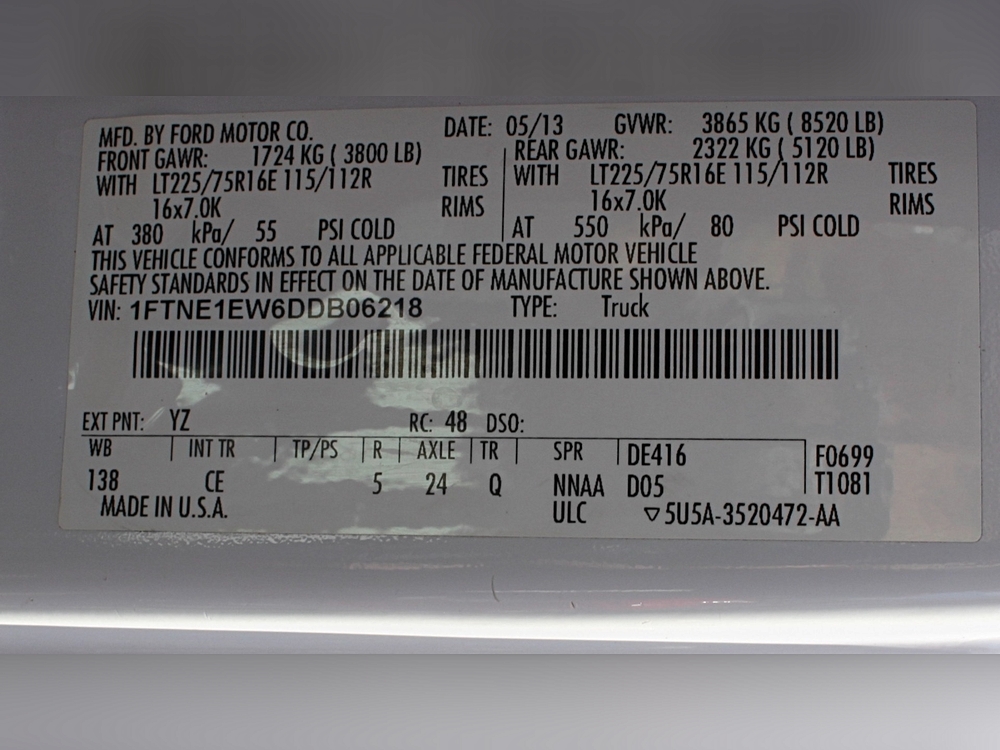 MFD. BY FORD MOTOR CO. DATE: 05/13 GVWR: 3865 KG ( 8520 LB)
FRONT GAWR: 1724 KG ( 3800 LB) REAR GAWR: 2322 KG ( 5120 LB)
WITH LT225/75R16E 115/112R TIRES WITH LT225/75R16E 115/112R TIRES
16x7.0K RIMS 16x7.0K RIMS
AT 380 kPa/ 55 PSI COLD AT 550 kPa/ 80 PSI COLD
THIS VEHICLE CONFORMS TO ALL APPLICABLE FEDERAL MOTOR VEHICLE
SAFETY STANDARDS IN EFFECT ON THE DATE OF MANUFACTURE SHOWN ABOVE.
VIN: 1FTNE1EW6DDB06218 TYPE: Truck
EXT PNT: YZ RC: 48 DSO:
WB INT TR TP/PS R AXLE TR SPR DE416 F0699
138 CE 5 24 Q NNAA D05 T1081
MADE IN U.S.A. ULC ▽5U5A-3520472-AA